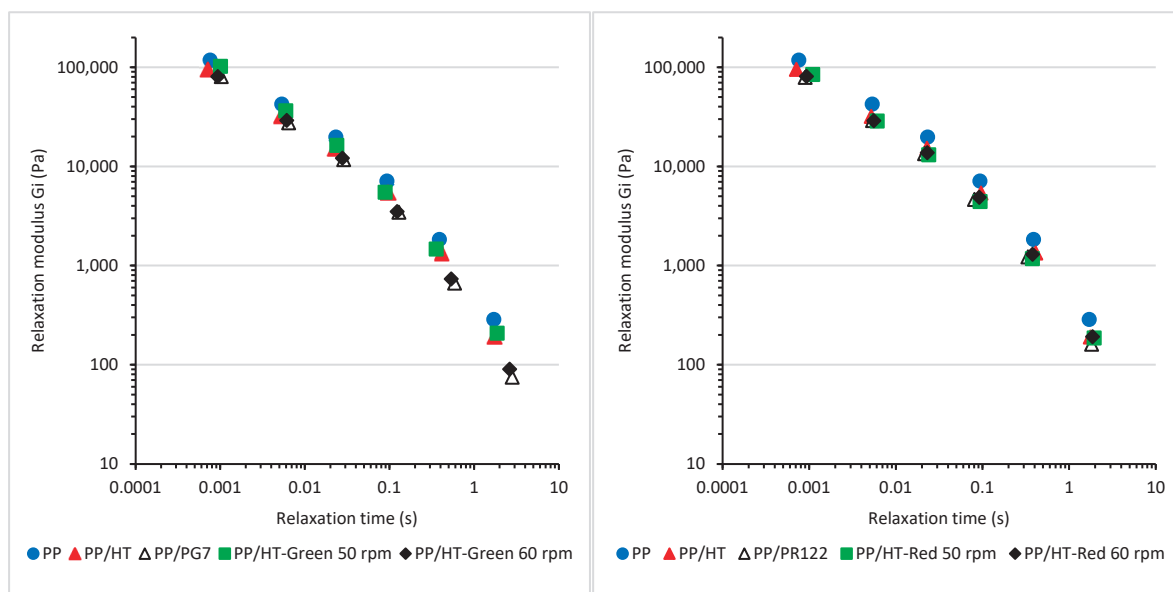 100,000
10,000
1,000
100
10
Relaxation modulus Gi (Pa)
0.0001 0.001 0.01 0.1 1 10
Relaxation time (s)
PP PP/HT PP/PG7 PP/HT-Green 50 rpm PP/HT-Green 60 rpm
100,000
10,000
1,000
100
10
Relaxation modulus Gi (Pa)
0.0001 0.001 0.01 0.1 1 10
Relaxation time (s)
PP PP/HT PP/PR122 PP/HT-Red 50 rpm PP/HT-Red 60 rpm